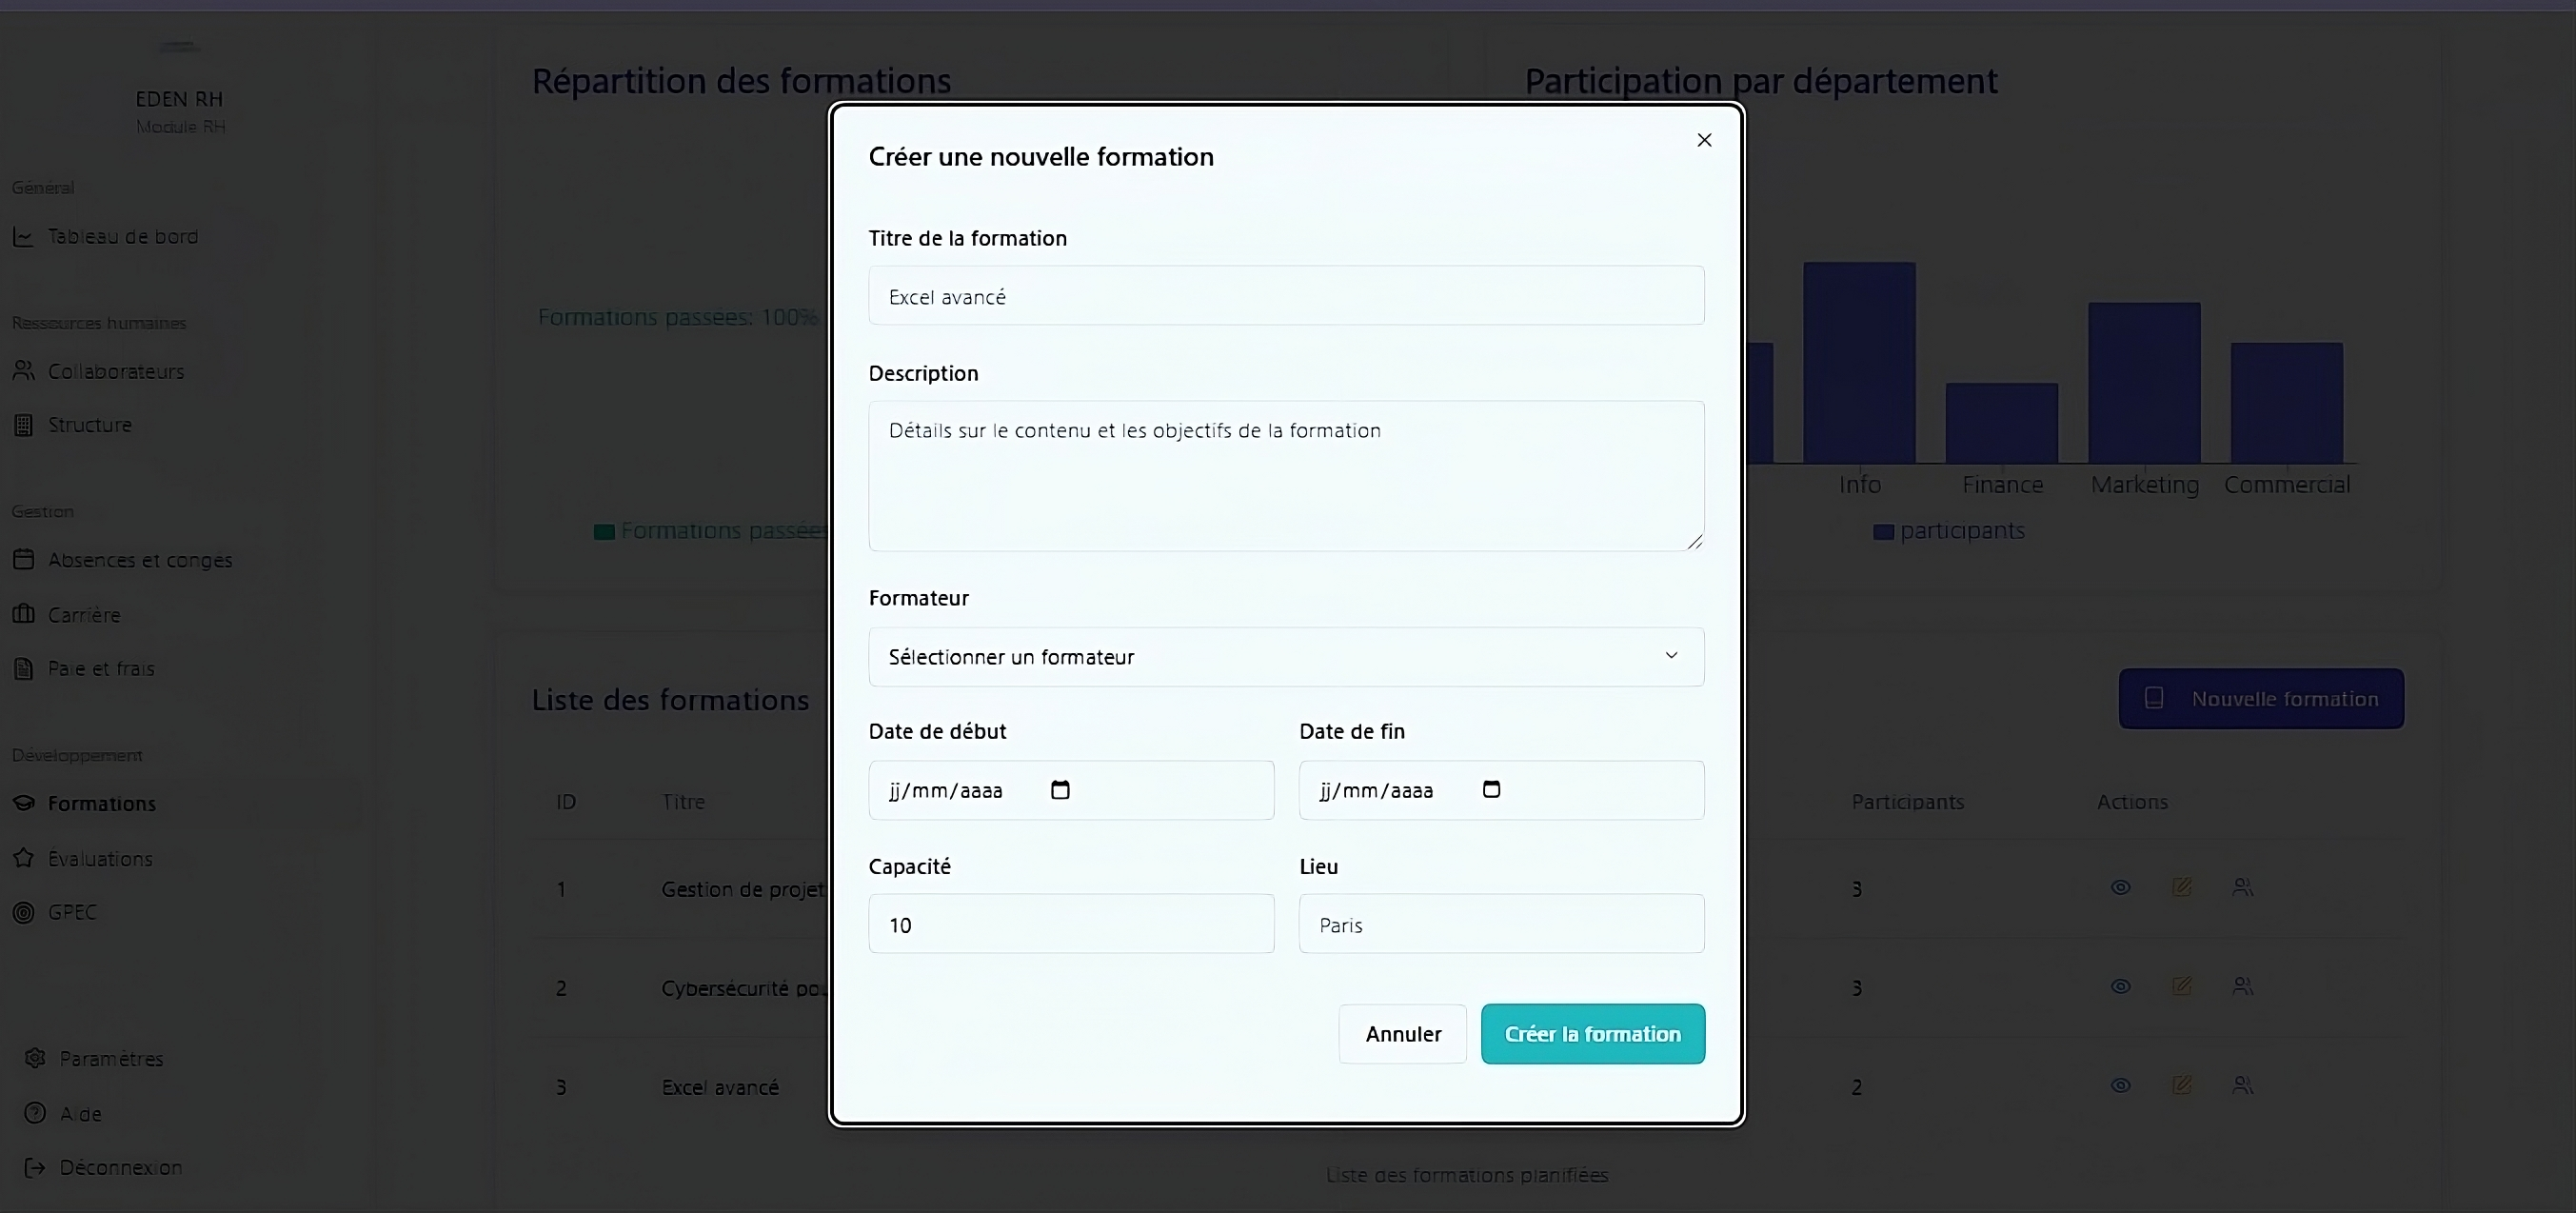 EDEN RH
Module RH
Général
Tableau de bord
Ressources humaines
Collaborateurs
Structure
Gestion
Absences et congés
Carrière
Paie et frais
Développement
Formations
Évaluations
GPEC
Paramètres
Aide
Déconnexion
Répartition des formations
Formations passées: 100%
Formations passées
Participation par département
Info Finance Marketing Commercial
participants
Créer une nouvelle formation
Titre de la formation
Excel avancé
Description
Détails sur le contenu et les objectifs de la formation
Formateur
Sélectionner un formateur
Date de début Date de fin
jj/mm/aaaa jj/mm/aaaa
Capacité Lieu
10 Paris
Annuler Créer la formation
Liste des formations
Nouvelle formation
ID Titre Participants Actions
1 Gestion de projet 3
2 Cybersécurité 3
3 Excel avancé 2
Liste des formations planifiées